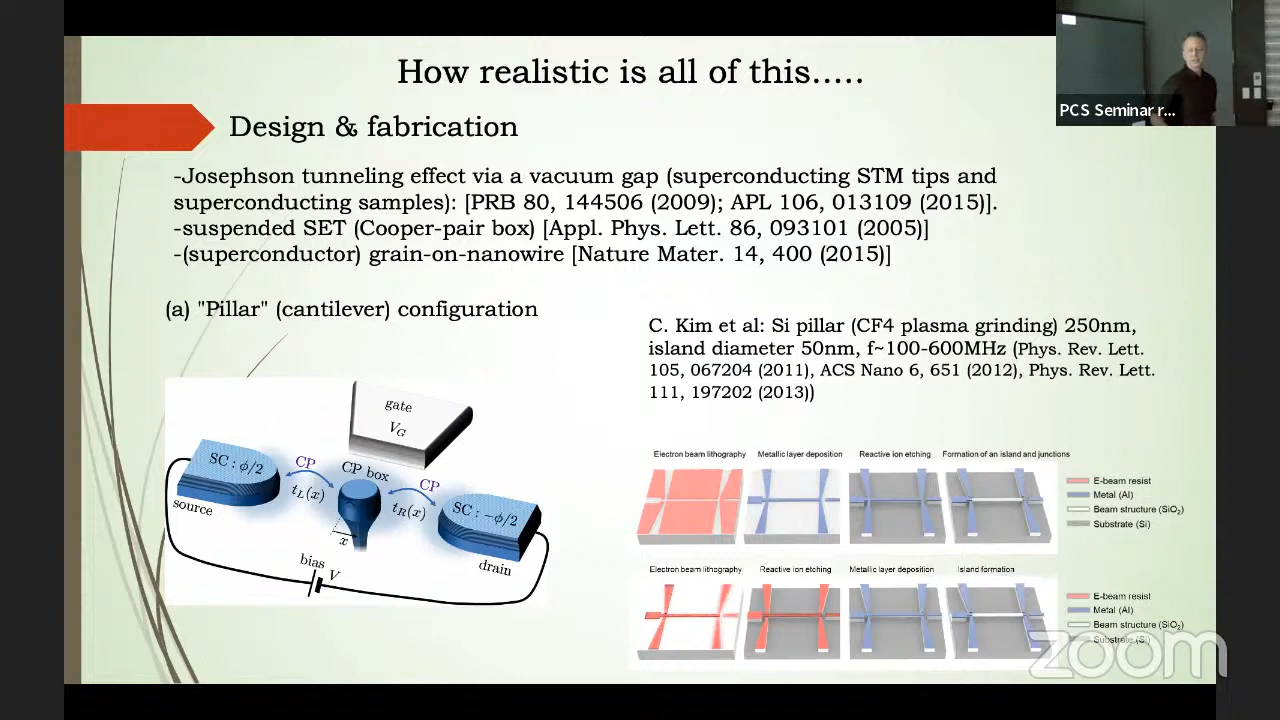 How realistic is all of this.....
PCS Seminar r...
Design & fabrication
-Josephson tunneling effect via a vacuum gap (superconducting STM tips and
superconducting samples): [PRB 80, 144506 (2009); APL 106, 013109 (2015)].
-suspended SET (Cooper-pair box) [Appl. Phys. Lett. 86, 093101 (2005)]
-(superconductor) grain-on-nanowire [Nature Mater. 14, 400 (2015)]
(a) "Pillar" (cantilever) configuration
C. Kim et al: Si pillar (CF4 plasma grinding) 250nm,
island diameter 50nm, f~100-600MHz (Phys. Rev. Lett.
105, 067204 (2011), ACS Nano 6, 651 (2012), Phys. Rev. Lett.
111, 197202 (2013))
gate
V_G
SC : ϕ/2
CP
CP box
CP
t_L(x)
t_R(x)
SC : −ϕ/2
source
x
drain
bias V
Electron beam lithography
Metallic layer deposition
Reactive ion etching
Formation of an island and junctions
E-beam resist
Metal (Al)
Beam structure (SiO₂)
Substrate (Si)
Electron beam lithography
Reactive ion etching
Metallic layer deposition
Island formation
E-beam resist
Metal (Al)
Beam structure (SiO₂)
Substrate (Si)
zoom